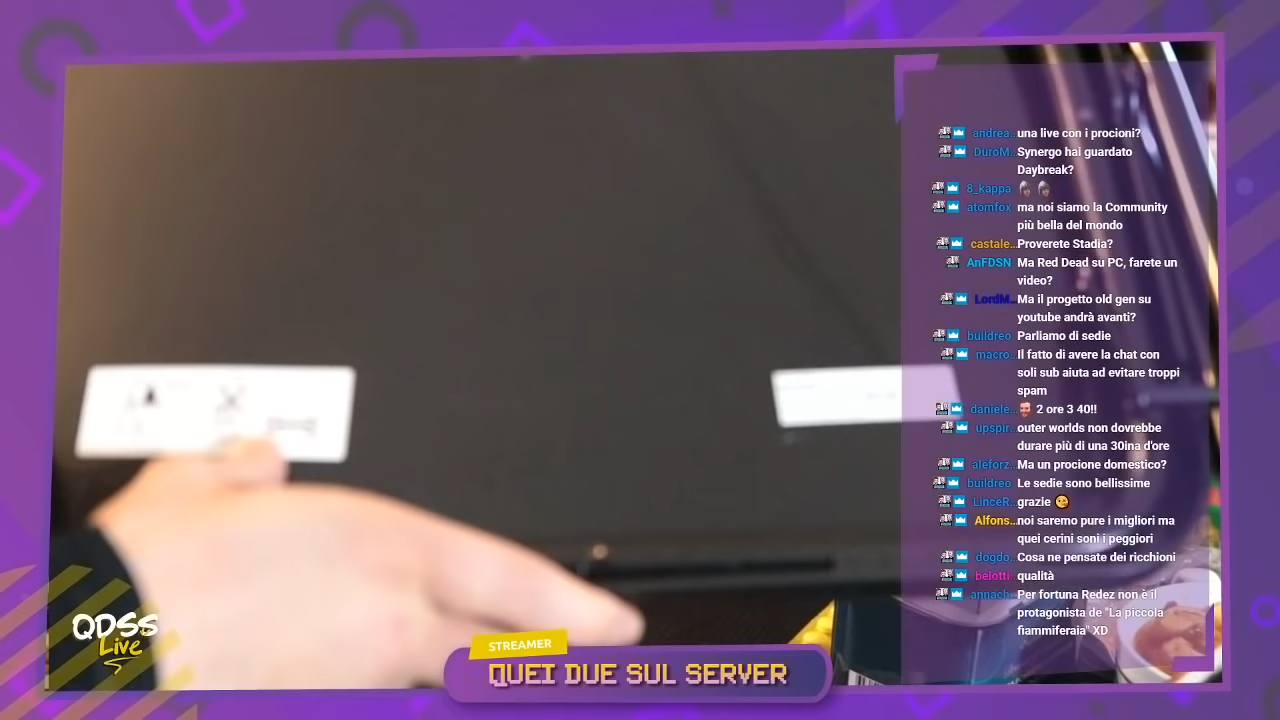 andrea.. una live con i procioni?
DuroM.. Synergo hai guardato
Daybreak?
8_kappa
atomfox ma noi siamo la Community
più bella del mondo
castale... Proverete Stadia?
AnFDSN Ma Red Dead su PC, farete un
video?
LordM... Ma il progetto old gen su
youtube andrà avanti?
buildreo Parliamo di sedie
macro... Il fatto di avere la chat con
soli sub aiuta ad evitare troppi
spam
daniele... 2 ore 3 40!!
upspir... outer worlds non dovrebbe
durare più di una 30ina d'ore
aleforz.. Ma un procione domestico?
buildreo Le sedie sono bellissime
LinceR.. grazie
Alfons... noi saremo pure i migliori ma
quei cerini soni i peggiori
dogdo.. Cosa ne pensate dei ricchioni
belotti.. qualità
annach.. Per fortuna Redez non è il
protagonista de "La piccola
fiammiferaia" XD
QDSS
Live
STREAMER
QUEI DUE SUL SERVER